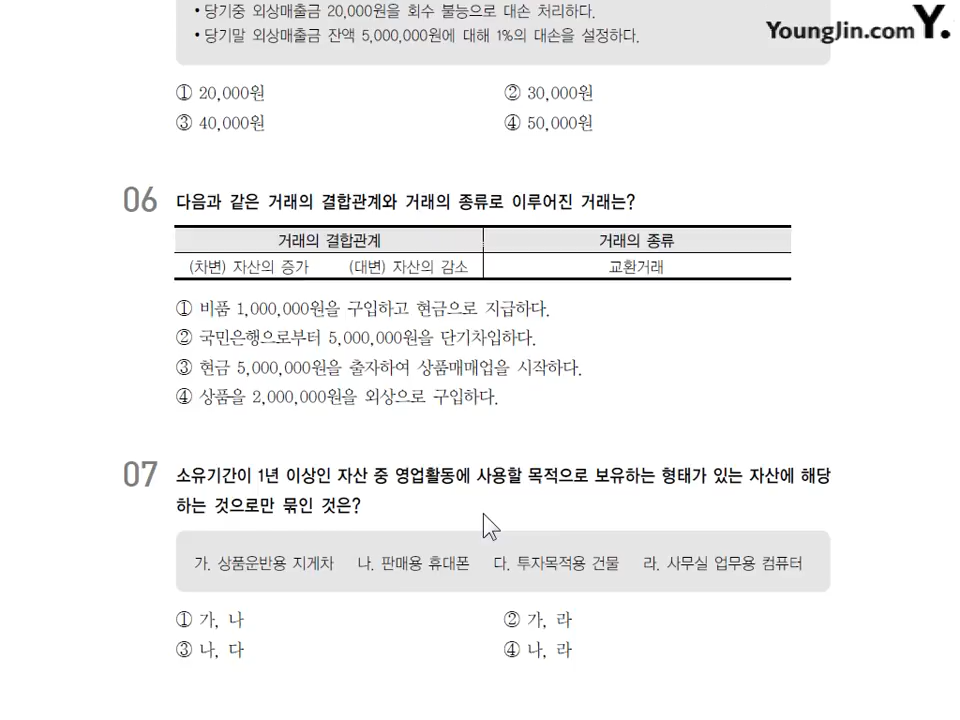 • 당기중 외상매출금 20,000원을 회수 불능으로 대손 처리하다.
• 당기말 외상매출금 잔액 5,000,000원에 대해 1%의 대손을 설정하다.
YoungJin.com Y.
① 20,000원 ② 30,000원
③ 40,000원 ④ 50,000원
06 다음과 같은 거래의 결합관계와 거래의 종류로 이루어진 거래는?
거래의 결합관계 거래의 종류
(차변) 자산의 증가 (대변) 자산의 감소 교환거래
① 비품 1,000,000원을 구입하고 현금으로 지급하다.
② 국민은행으로부터 5,000,000원을 단기차입하다.
③ 현금 5,000,000원을 출자하여 상품매매업을 시작하다.
④ 상품을 2,000,000원을 외상으로 구입하다.
07 소유기간이 1년 이상인 자산 중 영업활동에 사용할 목적으로 보유하는 형태가 있는 자산에 해당
하는 것으로만 묶인 것은?
가. 상품운반용 지게차 나. 판매용 휴대폰 다. 투자목적용 건물 라. 사무실 업무용 컴퓨터
① 가, 나 ② 가, 라
③ 나, 다 ④ 나, 라